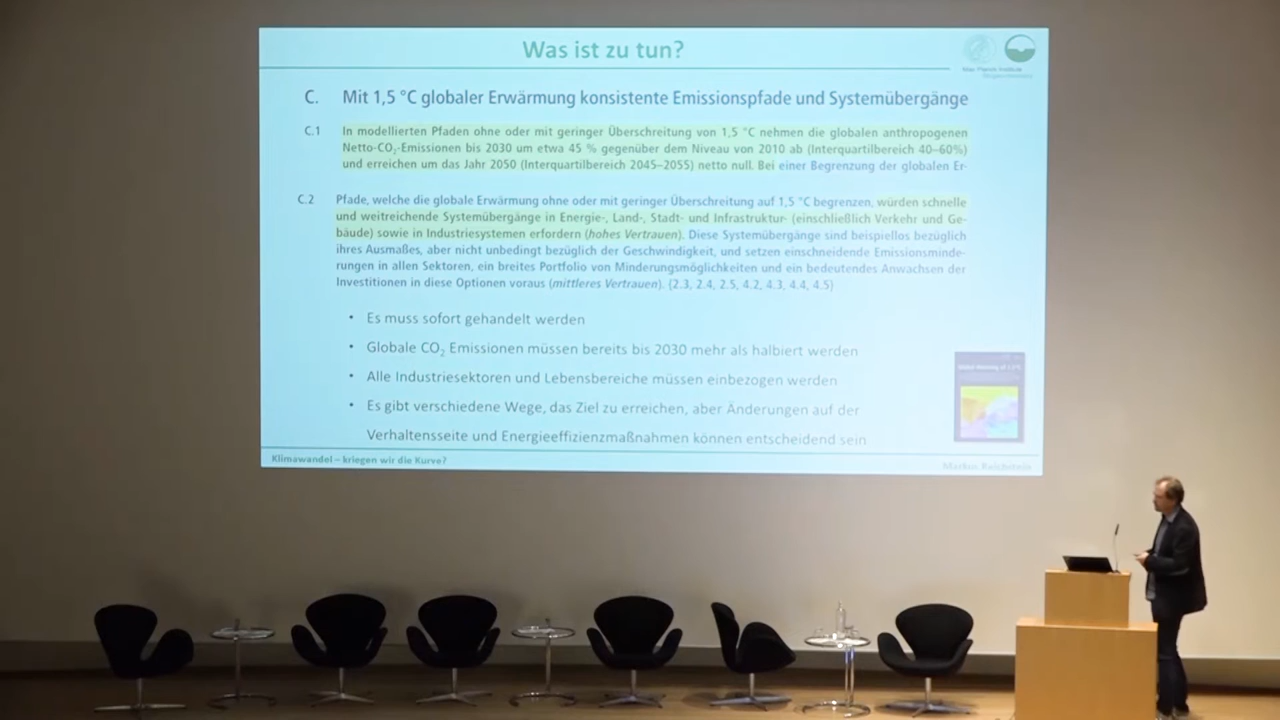 Was ist zu tun?
Max Planck Institute
C. Mit 1,5 °C globaler Erwärmung konsistente Emissionspfade und Systemübergänge
C.1 In modellierten Pfaden ohne oder mit geringer Überschreitung von 1,5 °C nehmen die globalen anthropogenen
Netto-CO₂-Emissionen bis 2030 um etwa 45 % gegenüber dem Niveau von 2010 ab (Interquartilbereich 40–60%)
und erreichen um das Jahr 2050 (Interquartilbereich 2045–2055) netto null. Bei einer Begrenzung der globalen Er-
C.2 Pfade, welche die globale Erwärmung ohne oder mit geringer Überschreitung auf 1,5 °C begrenzen, würden schnelle
und weitreichende Systemübergänge in Energie-, Land-, Stadt- und Infrastruktur- (einschließlich Verkehr und Ge-
bäude) sowie in Industriesystemen erfordern (hohes Vertrauen). Diese Systemübergänge sind beispiellos bezüglich
ihres Ausmaßes, aber nicht unbedingt bezüglich der Geschwindigkeit, und setzen einschneidende Emissionsminde-
rungen in allen Sektoren, ein breites Portfolio von Minderungsmöglichkeiten und ein bedeutendes Anwachsen der
Investitionen in diese Optionen voraus (mittleres Vertrauen). {2.3, 2.4, 2.5, 4.2, 4.3, 4.4, 4.5}
• Es muss sofort gehandelt werden
• Globale CO₂ Emissionen müssen bereits bis 2030 mehr als halbiert werden
• Alle Industriesektoren und Lebensbereiche müssen einbezogen werden
• Es gibt verschiedene Wege, das Ziel zu erreichen, aber Änderungen auf der
Verhaltensseite und Energieeffizienzmaßnahmen können entscheidend sein
Global Warming of 1.5°C
Klimawandel – kriegen wir die Kurve?
Markus Reichstein